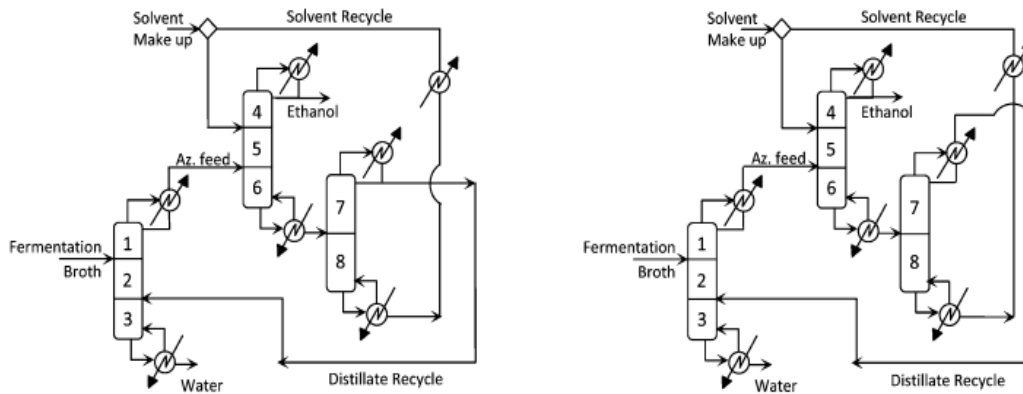 Solvent
Make up
Solvent Recycle
4
5
6
Ethanol
Az. feed
7
8
Fermentation
Broth
1
2
3
Water
Distillate Recycle
Solvent
Make up
Solvent Recycle
4
5
6
Ethanol
Az. feed
7
8
Fermentation
Broth
1
2
3
Water
Distillate Recycle